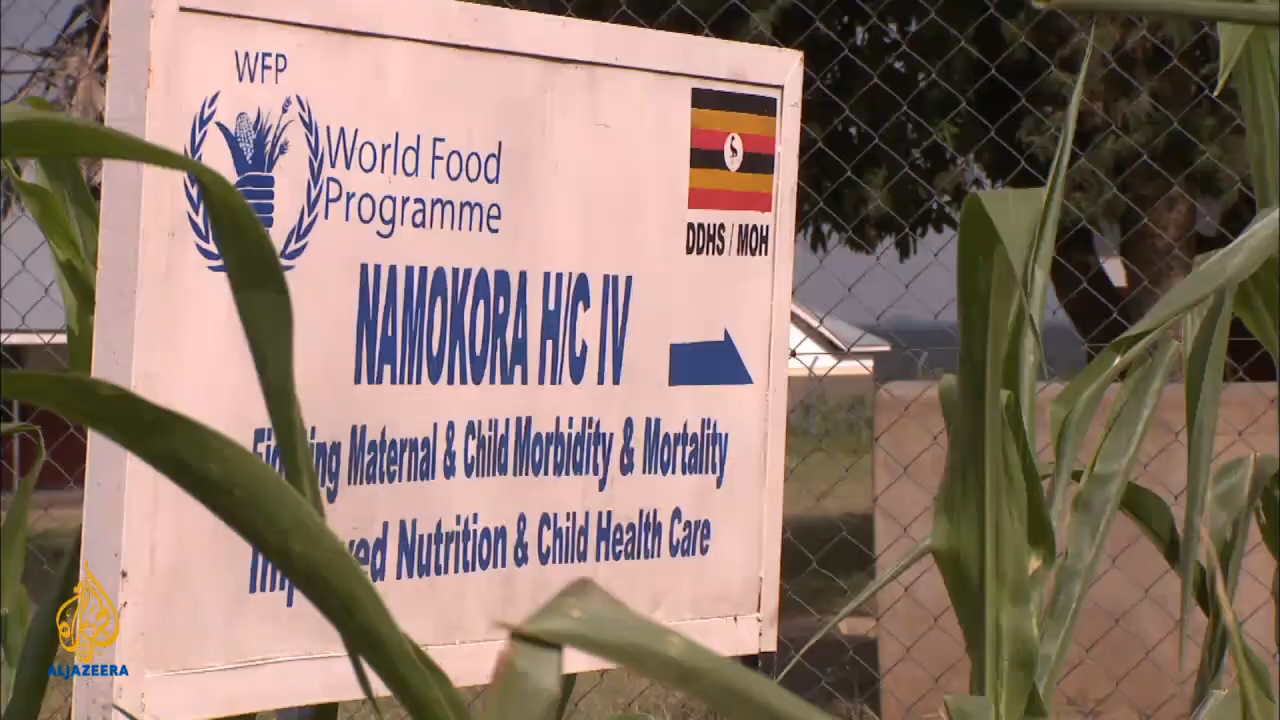 WFP
World Food
Programme
DDHS / MOH
NAMOKORA H/C IV
Maternal & Child Morbidity & Mortality
Nutrition & Child Health Care
ALJAZEERA